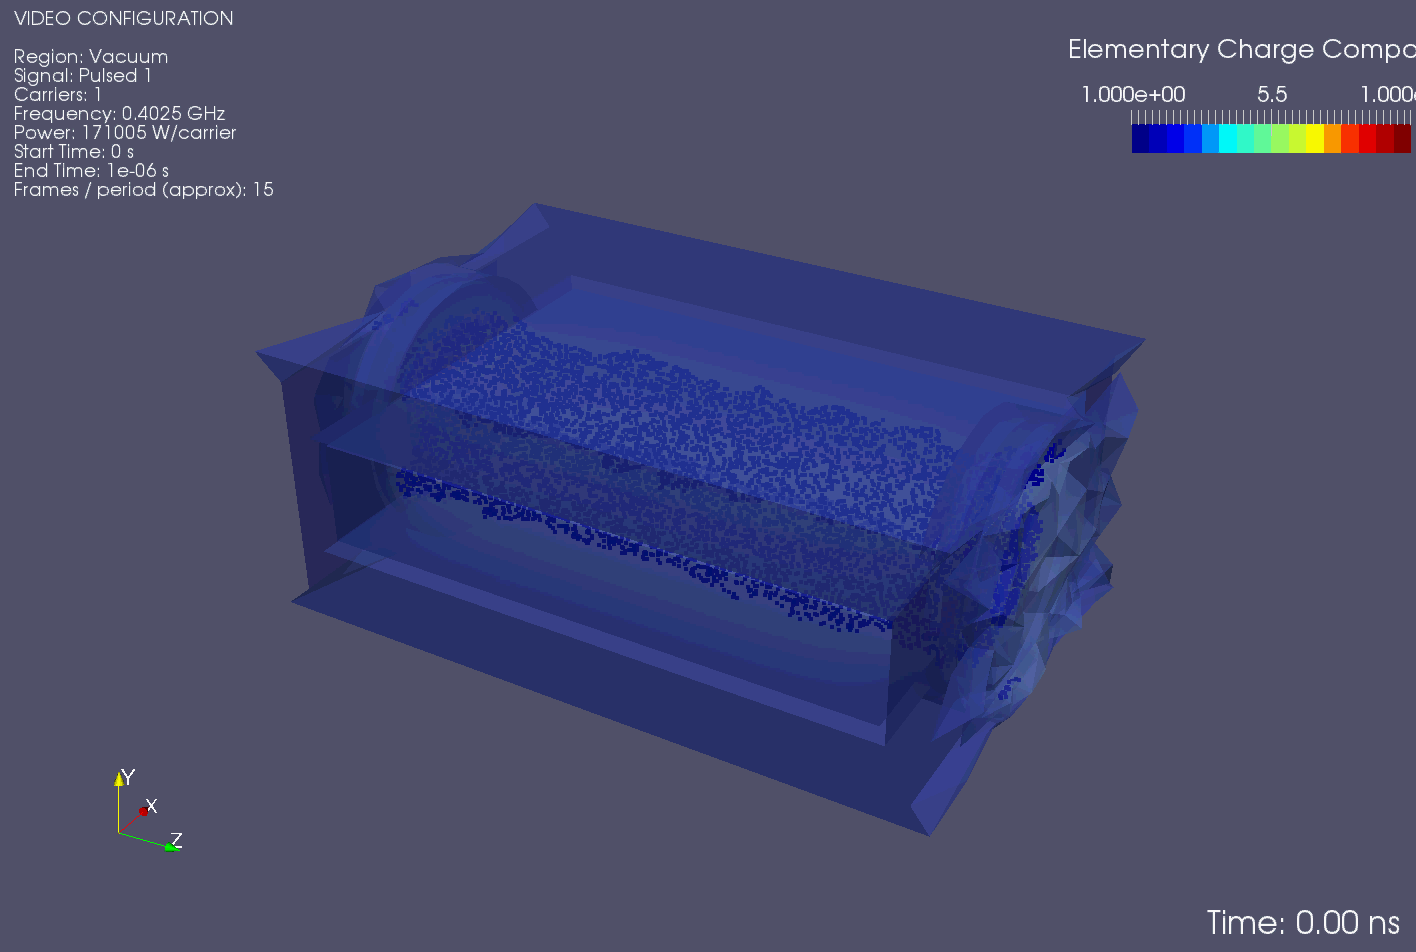 VIDEO CONFIGURATION
Region: Vacuum
Signal: Pulsed 1
Carriers: 1
Frequency: 0.4025 GHz
Power: 171005 W/carrier
Start Time: 0 s
End Time: 1e-06 s
Frames / period (approx): 15
Elementary Charge Compo
1.000e+00 5.5 1.000e
Y
X
Z
Time: 0.00 ns